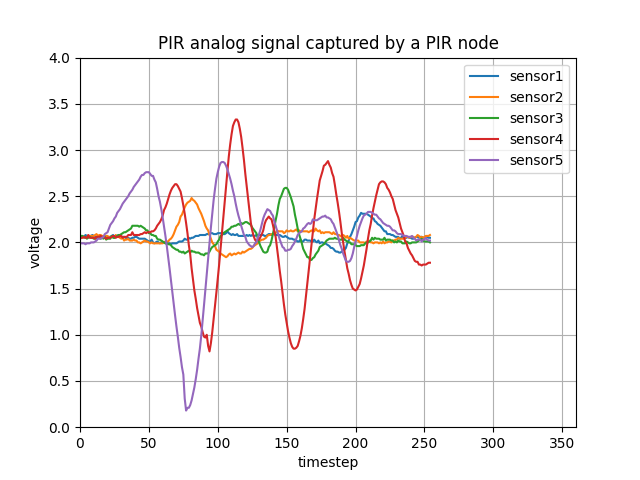 PIR analog signal captured by a PIR node
sensor1
sensor2
sensor3
sensor4
sensor5
voltage
4.0
3.5
3.0
2.5
2.0
1.5
1.0
0.5
0.0
0 50 100 150 200 250 300 350
timestep